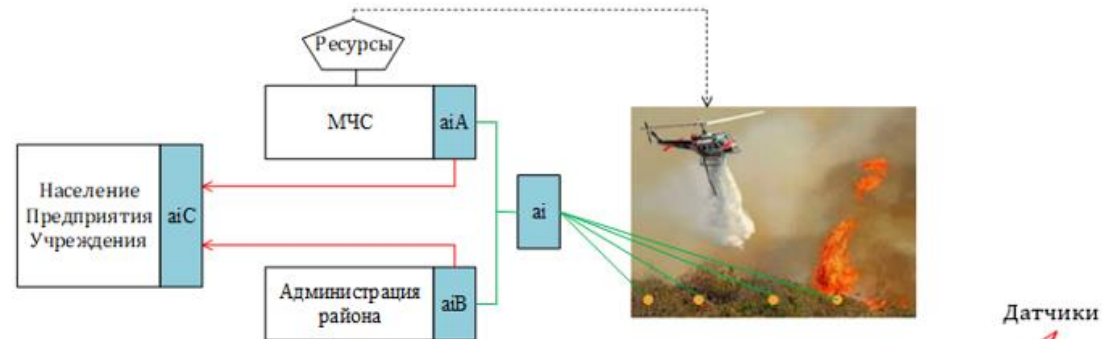 Ресурсы
МЧС
aiA
Население
Предприятия
Учреждения
aiC
ai
Администрация
района
aiB
Датчики